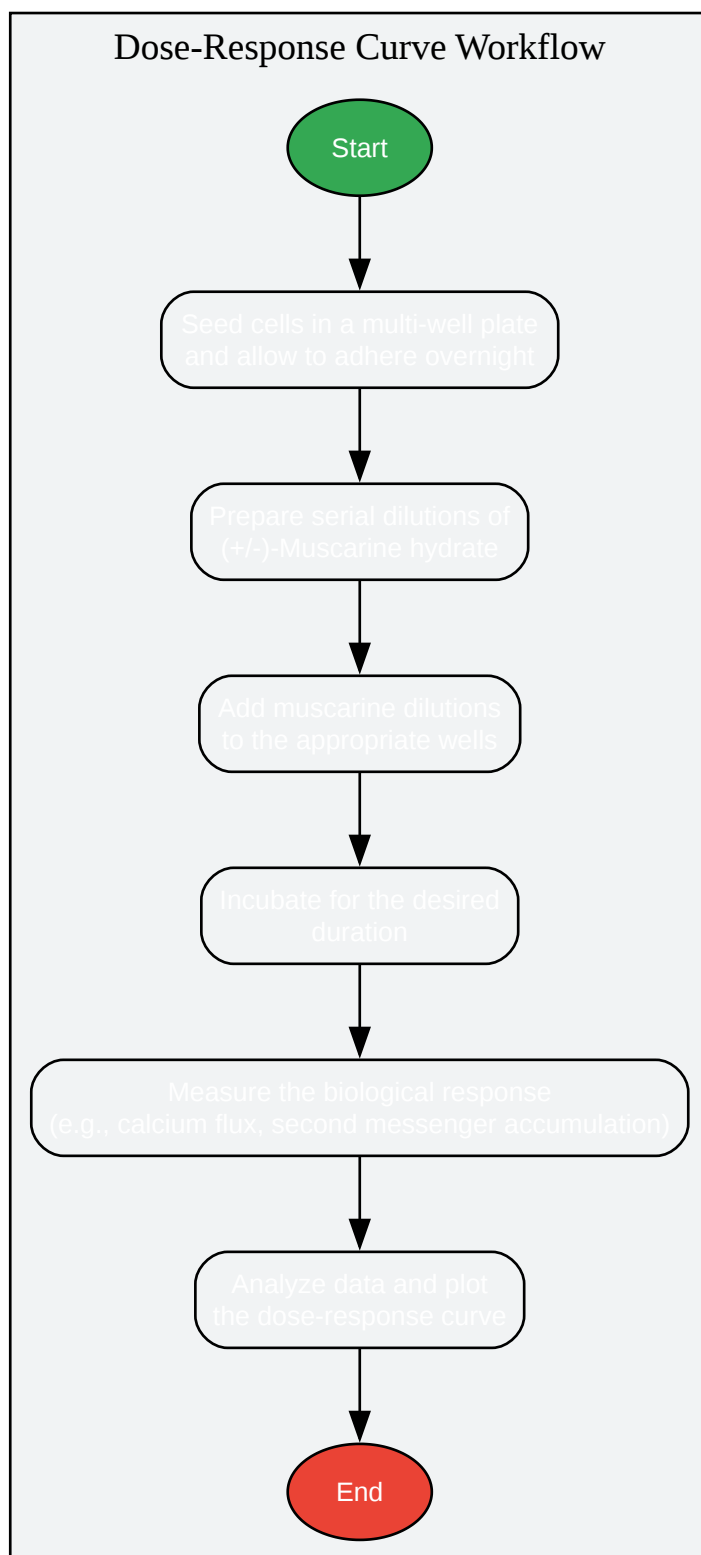 Dose-Response Curve Workflow
Start
Seed cells in a multi-well plate
and allow to adhere overnight
Prepare serial dilutions of
(+/-)-Muscarine hydrate
Add muscarine dilutions
to the appropriate wells
Incubate for the desired
duration
Measure the biological response
(e.g., calcium flux, second messenger accumulation)
Analyze data and plot
the dose-response curve
End